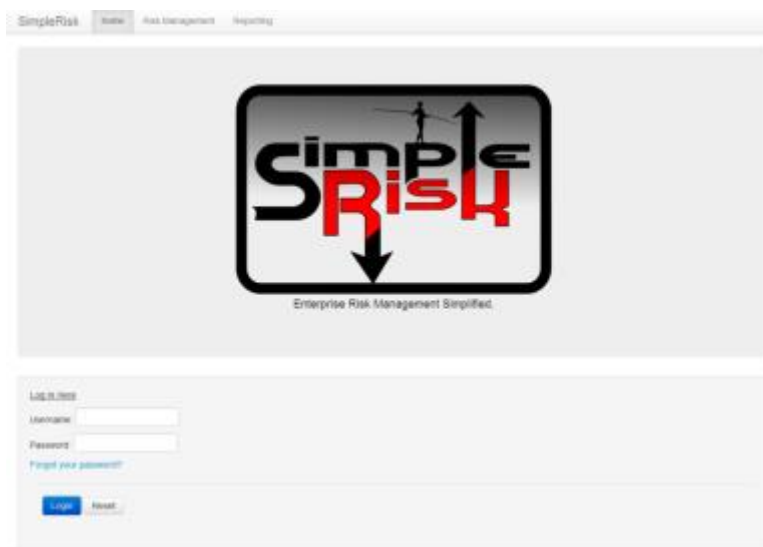 SimpleRisk Home Risk Management Reporting
Simple
Risk
Enterprise Risk Management Simplified.
Log In Here
Username:
Password:
Forgot your password?
Login Reset